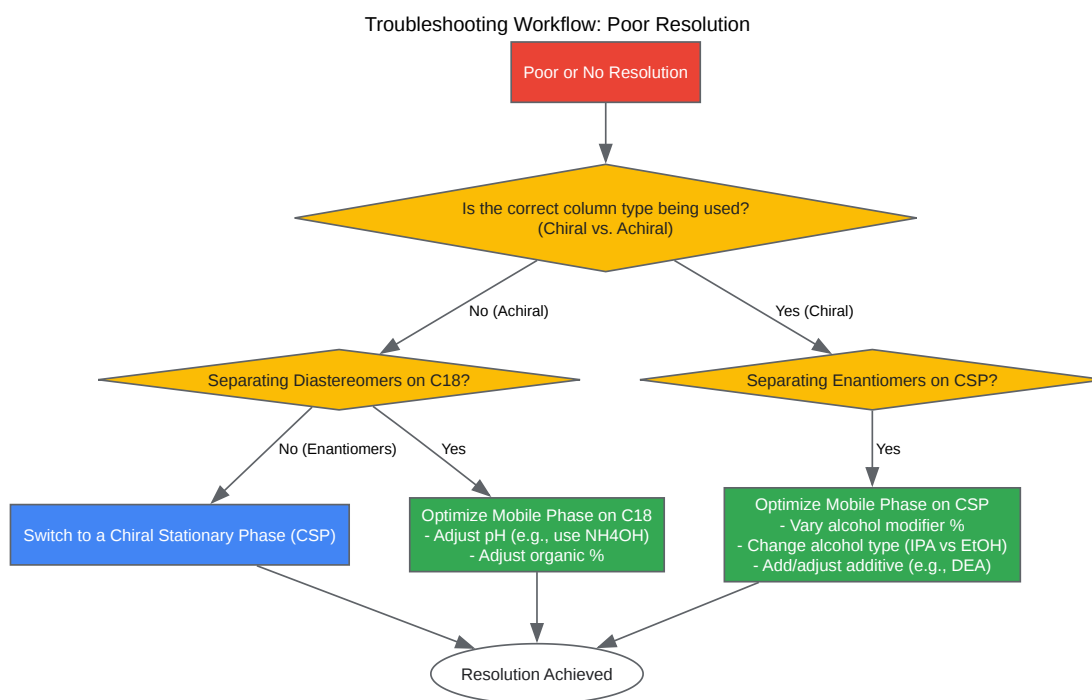 Troubleshooting Workflow: Poor Resolution
Poor or No Resolution
Is the correct column type being used?
(Chiral vs. Achiral)
No (Achiral)
Yes (Chiral)
Separating Diastereomers on C18?
Separating Enantiomers on CSP?
No (Enantiomers)
Yes
Yes
Switch to a Chiral Stationary Phase (CSP)
Optimize Mobile Phase on C18
- Adjust pH (e.g., use NH4OH)
- Adjust organic %
Optimize Mobile Phase on CSP
- Vary alcohol modifier %
- Change alcohol type (IPA vs EtOH)
- Add/adjust additive (e.g., DEA)
Resolution Achieved